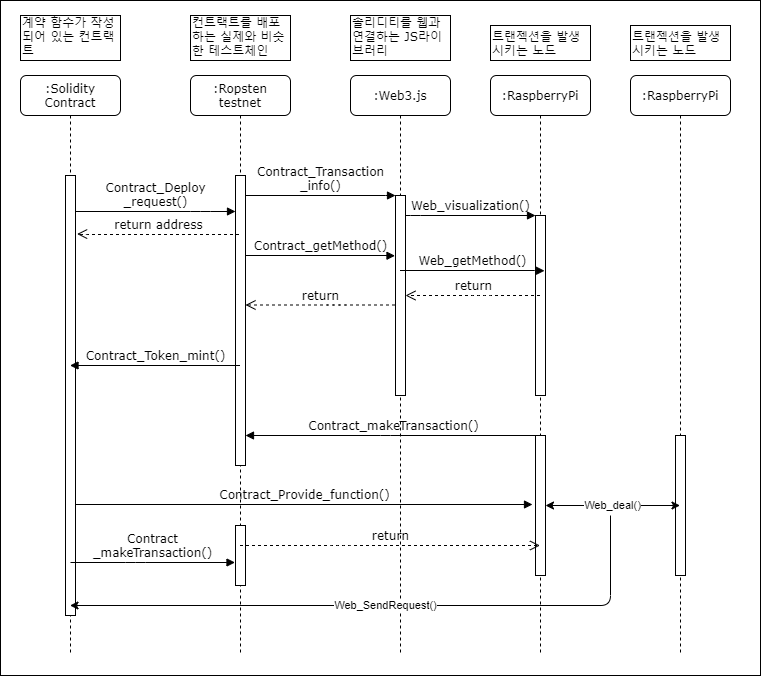 계약 함수가 작성
되어 있는 컨트랙
트
컨트랙트를 배포
하는 실제와 비슷
한 테스트체인
솔리디티를 웹과
연결하는 JS라이
브러리
트랜젝션을 발생
시키는 노드
트랜젝션을 발생
시키는 노드
:Solidity
Contract
:Ropsten
testnet
:Web3.js
:RaspberryPi
:RaspberryPi
Contract_Transaction
_info()
Contract_Deploy
_request()
Web_visualization()
return address
Contract_getMethod()
Web_getMethod()
return
return
Contract_Token_mint()
Contract_makeTransaction()
Contract_Provide_function()
Web_deal()
Contract
_makeTransaction()
return
Web_SendRequest()